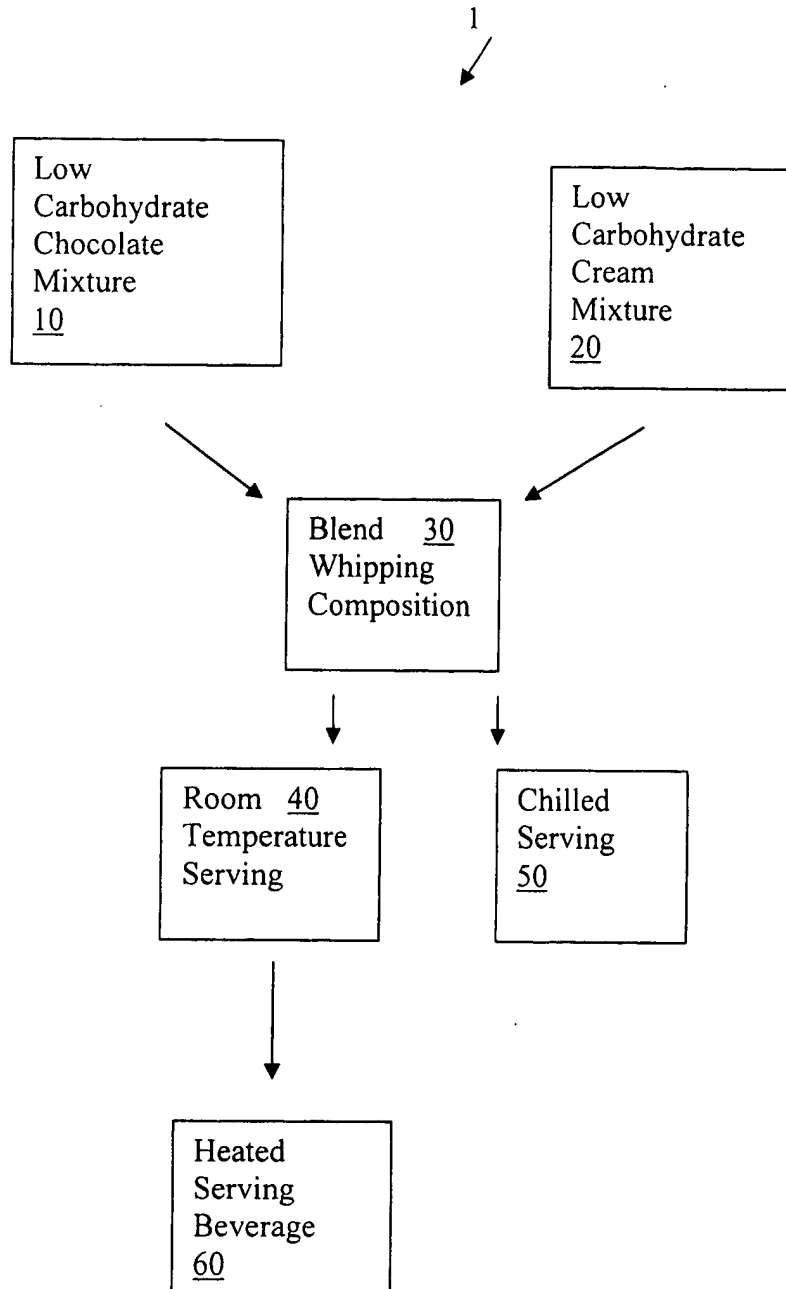 1
Low
Carbohydrate
Chocolate
Mixture
10
Low
Carbohydrate
Cream
Mixture
20
Blend 30
Whipping
Composition
Room 40
Temperature
Serving
Chilled
Serving
50
Heated
Serving
Beverage
60